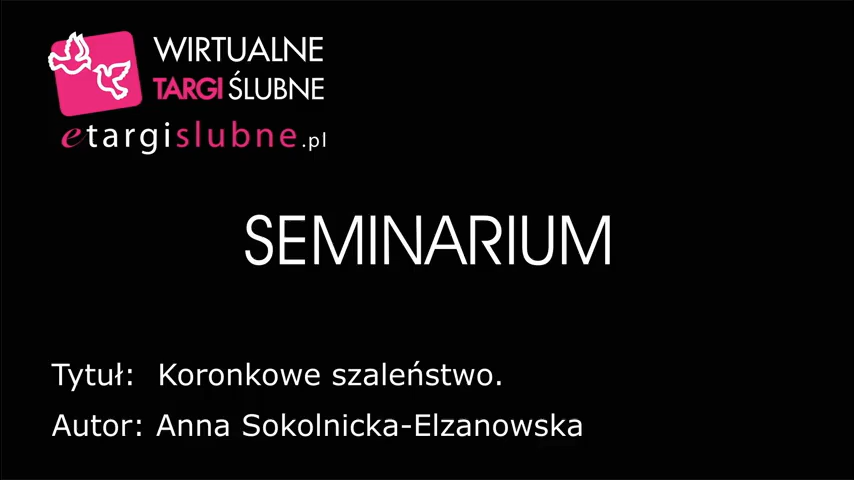 WIRTUALNE
TARGI ŚLUBNE
etargislubne.pl
SEMINARIUM
Tytuł: Koronkowe szaleństwo.
Autor: Anna Sokolnicka-Elzanowska